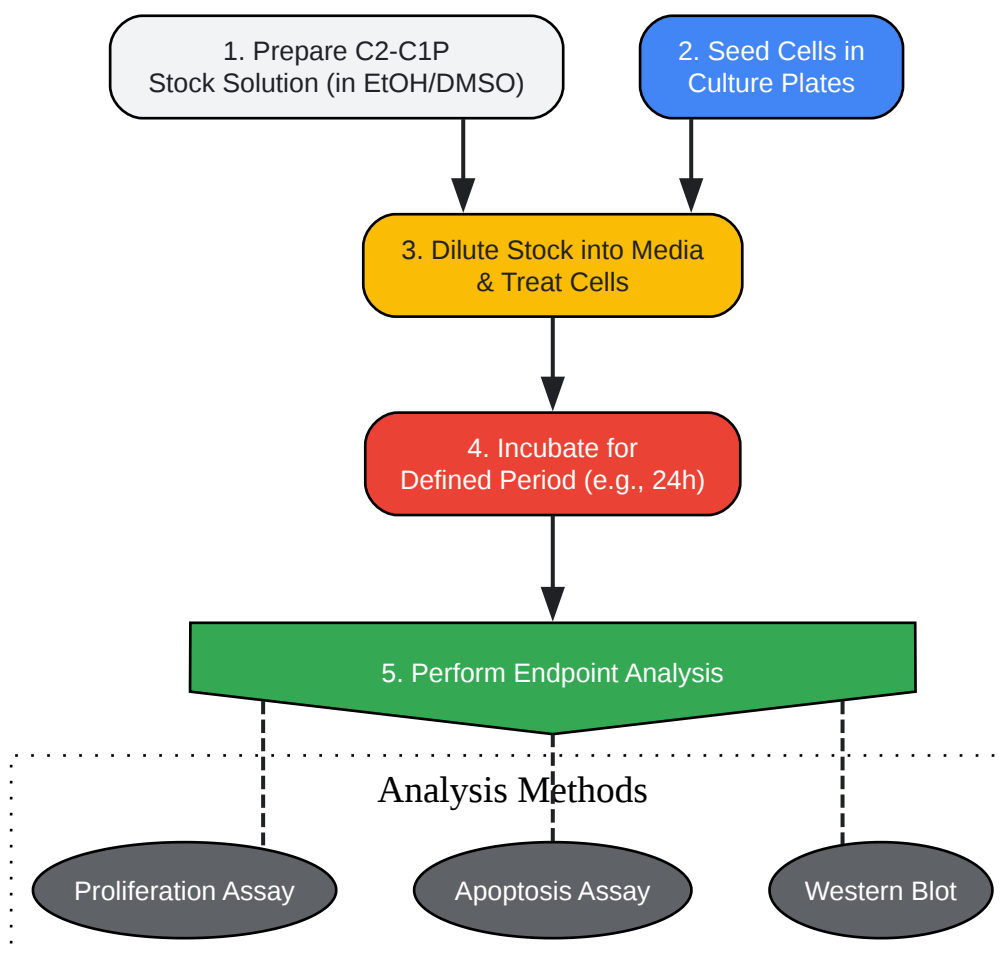 1. Prepare C2-C1P
Stock Solution (in EtOH/DMSO)
2. Seed Cells in
Culture Plates
3. Dilute Stock into Media
& Treat Cells
4. Incubate for
Defined Period (e.g., 24h)
5. Perform Endpoint Analysis
Analysis Methods
Proliferation Assay
Apoptosis Assay
Western Blot